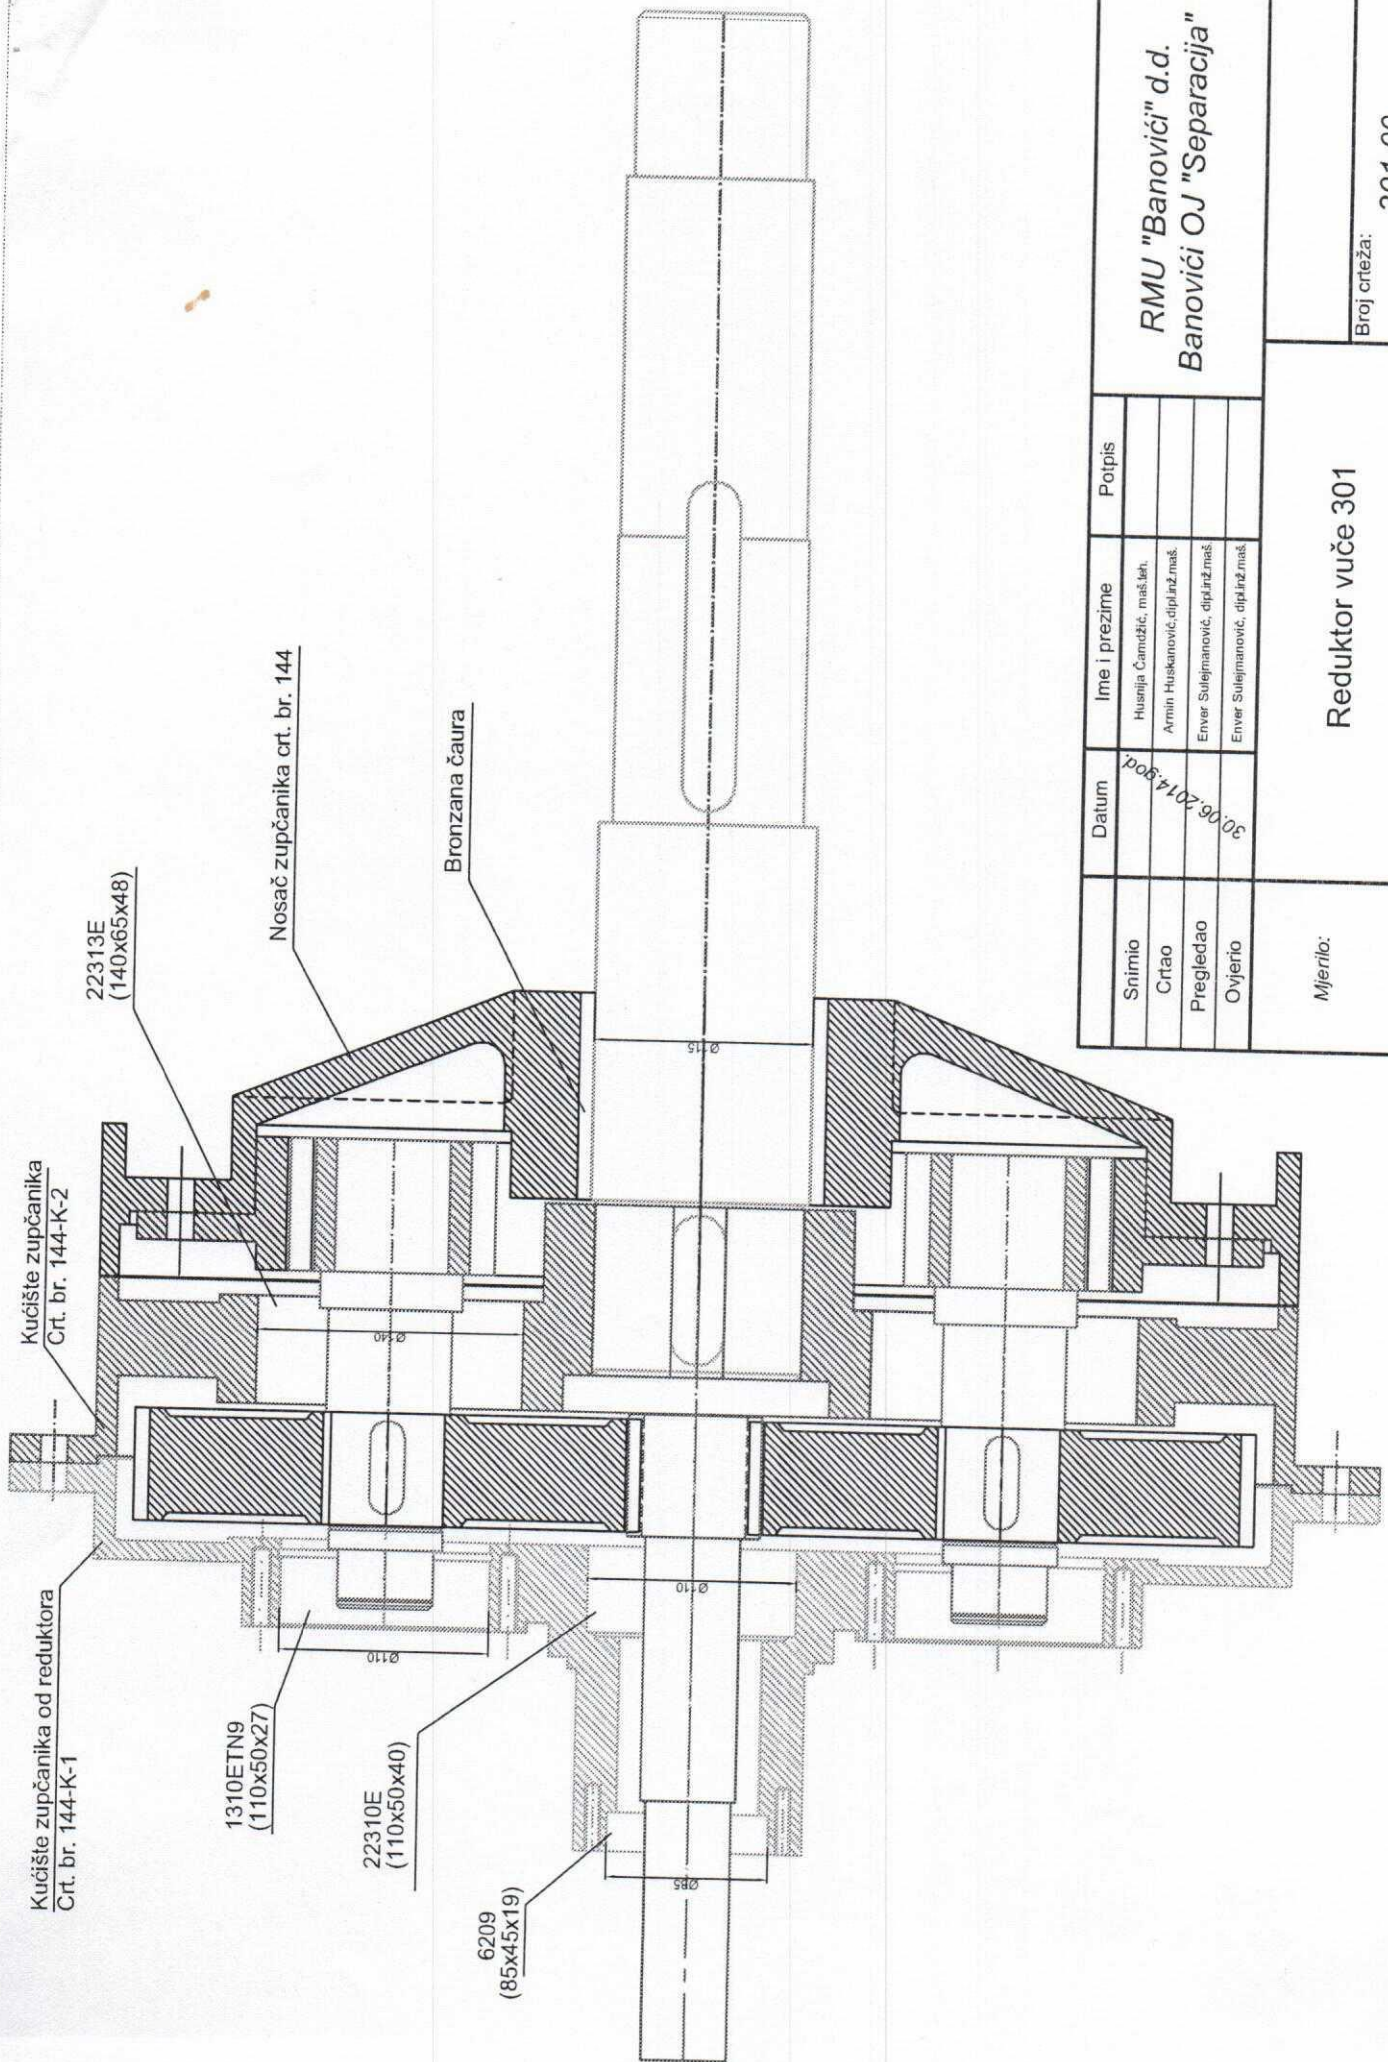 Kućište zupčanika od reduktora
Crt. br. 144-K-1
Kućište zupčanika
Crt. br. 144-K-2
22313E
(140x65x48)
Nosač zupčanika crt. br. 144
Bronzana čaura
1310ETN9
(110x50x27)
22310E
(110x50x40)
6209
(85x45x19)
Ø110
Ø140
Ø115
Ø110
Ø85
Datum
Ime i prezime
Potpis
RMU "Banovići" d.d.
Banovići OJ "Separacija"
Snimio
Husnija Čamdžić, maš.teh.
Crtao
Armin Huskanović,dipl.inž.maš.
Pregledao
Enver Sulejmanović, dipl.inž.maš.
Ovjerio
Enver Sulejmanović, dipl.inž.maš.
30.06.2014.god.
Mjerilo:
Reduktor vuče 301
Broj crteža: